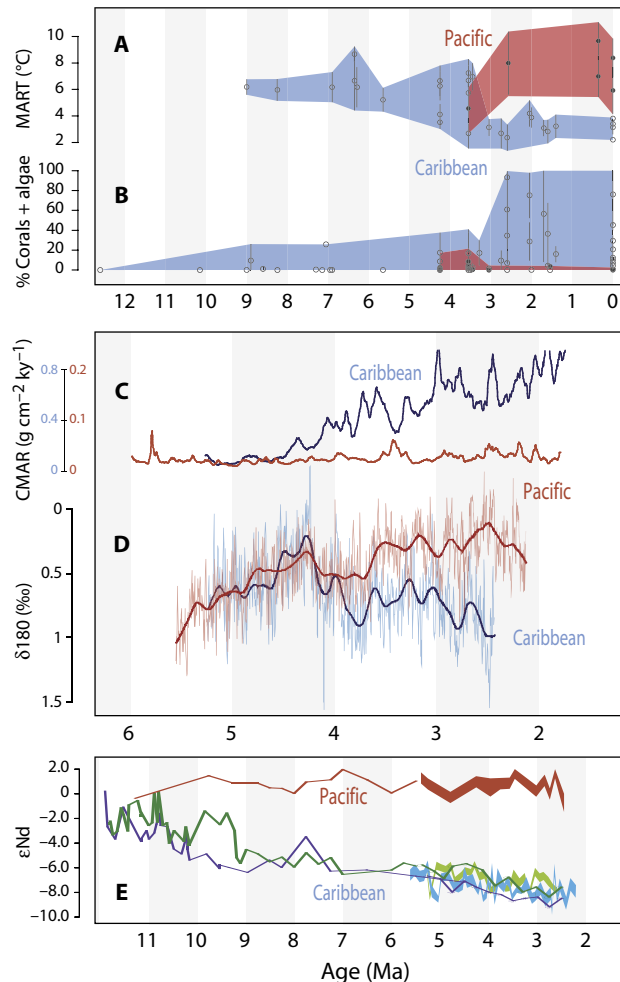 A
Pacific
MART (°C)
10
8
6
4
2
B
Caribbean
% Corals + algae
100
80
60
40
20
0
12 11 10 9 8 7 6 5 4 3 2 1 0
C
Caribbean
CMAR (g cm−2 ky−1)
0.8 0.2
0.4 0.1
0 0
D
Pacific
Caribbean
δ180 (‰)
0
0.5
1
1.5
6 5 4 3 2
E
Pacific
Caribbean
εNd
2.0
0
−2.0
−4.0
−6.0
−8.0
−10.0
11 10 9 8 7 6 5 4 3 2
Age (Ma)